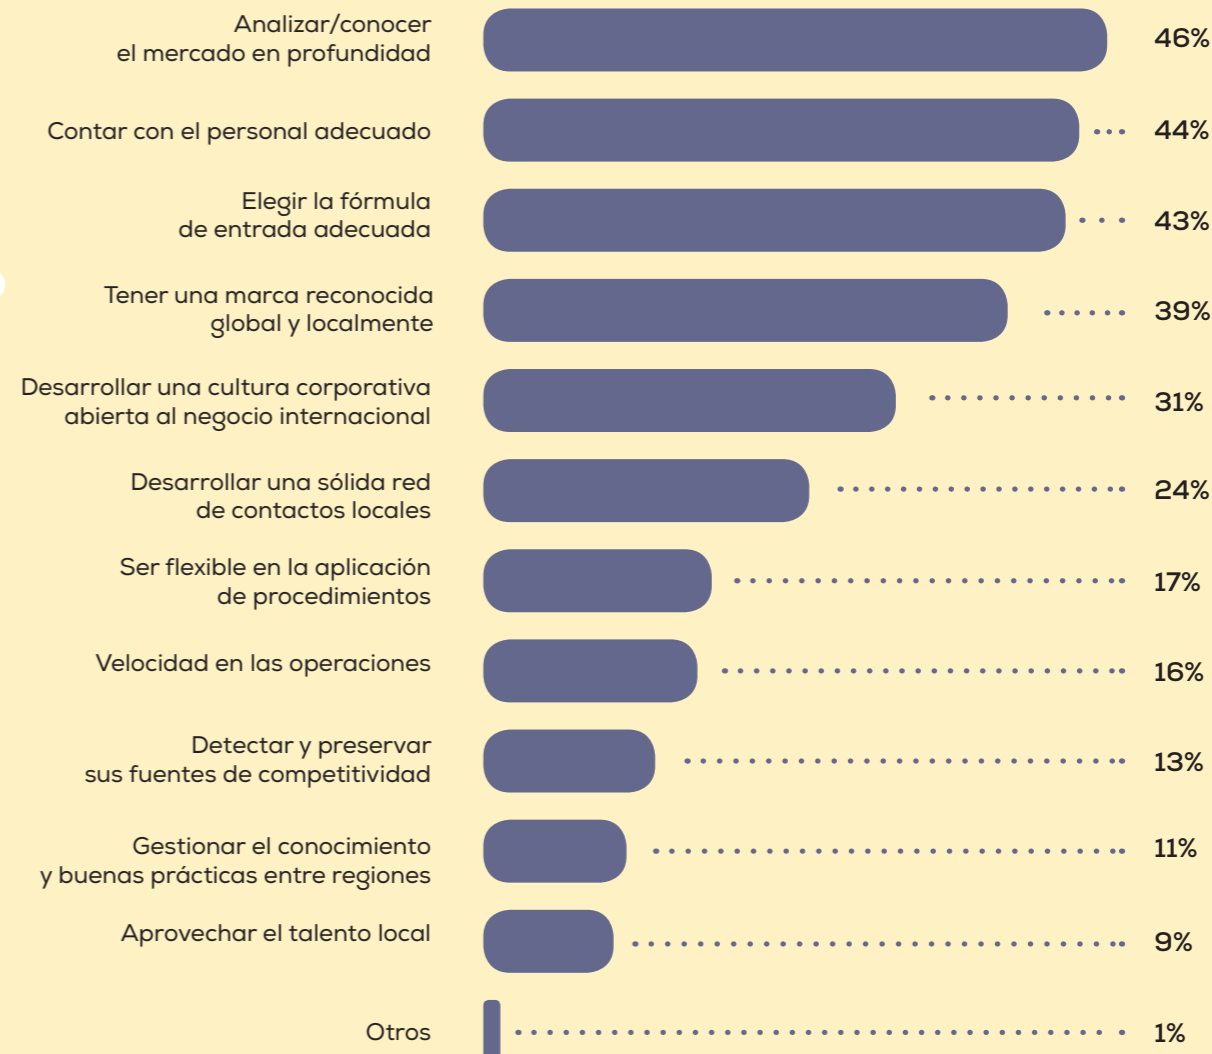 Analizar/conocer
el mercado en profundidad
46%
Contar con el personal adecuado
44%
Elegir la fórmula
de entrada adecuada
43%
Tener una marca reconocida
global y localmente
39%
Desarrollar una cultura corporativa
abierta al negocio internacional
31%
Desarrollar una sólida red
de contactos locales
24%
Ser flexible en la aplicación
de procedimientos
17%
Velocidad en las operaciones
16%
Detectar y preservar
sus fuentes de competitividad
13%
Gestionar el conocimiento
y buenas prácticas entre regiones
11%
Aprovechar el talento local
9%
Otros
1%